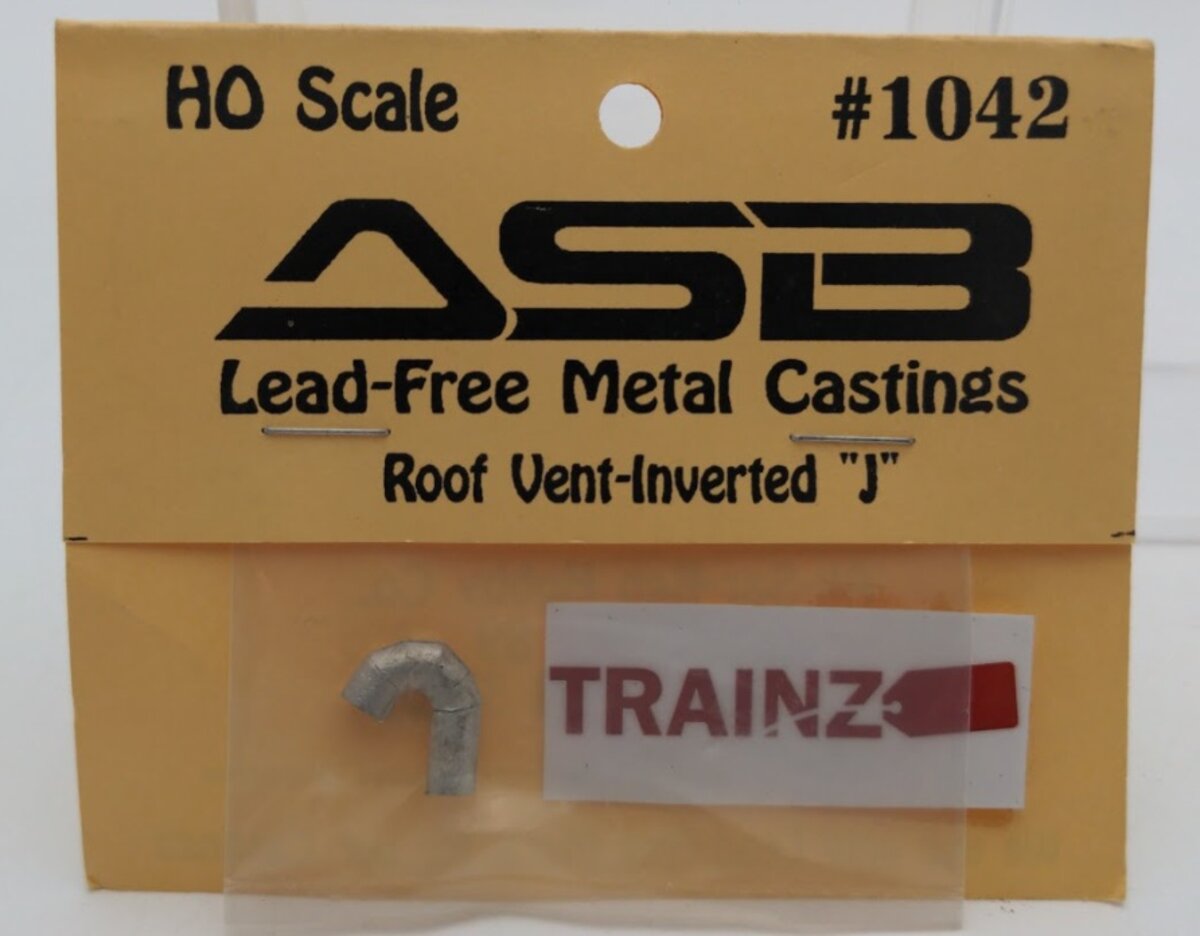 HO Scale #1042
ASB
Lead-Free Metal Castings
Roof Vent-Inverted "J"
TRAINZ